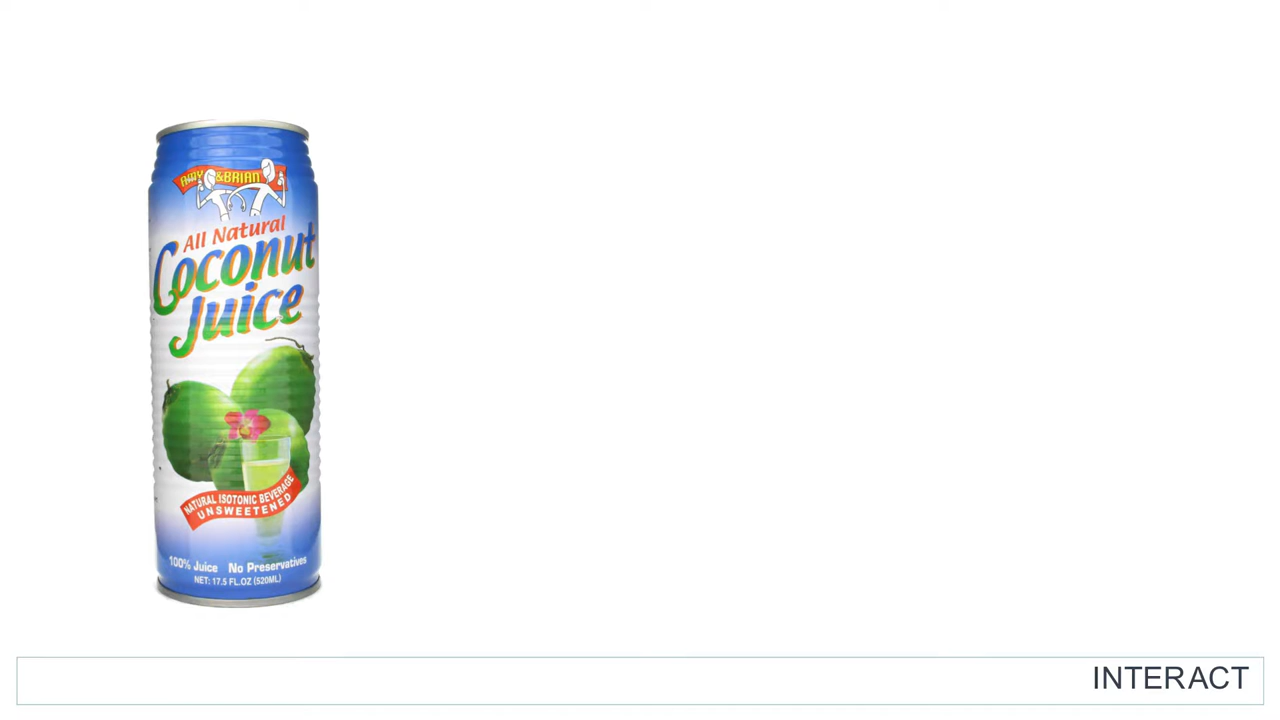 AMY & BRIAN
All Natural
Coconut
Juice
NATURAL ISOTONIC BEVERAGE
UNSWEETENED
100% Juice No Preservatives
NET: 17.5 FL.OZ (520ML)
INTERACT